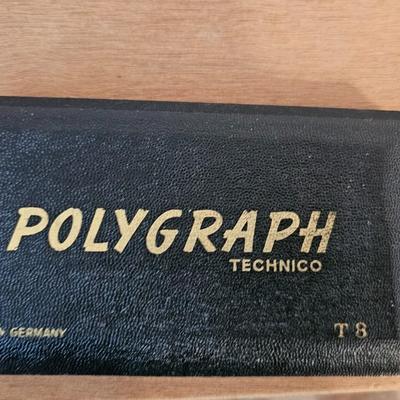 POLYGRAPH
TECHNICO
GERMANY
T 8